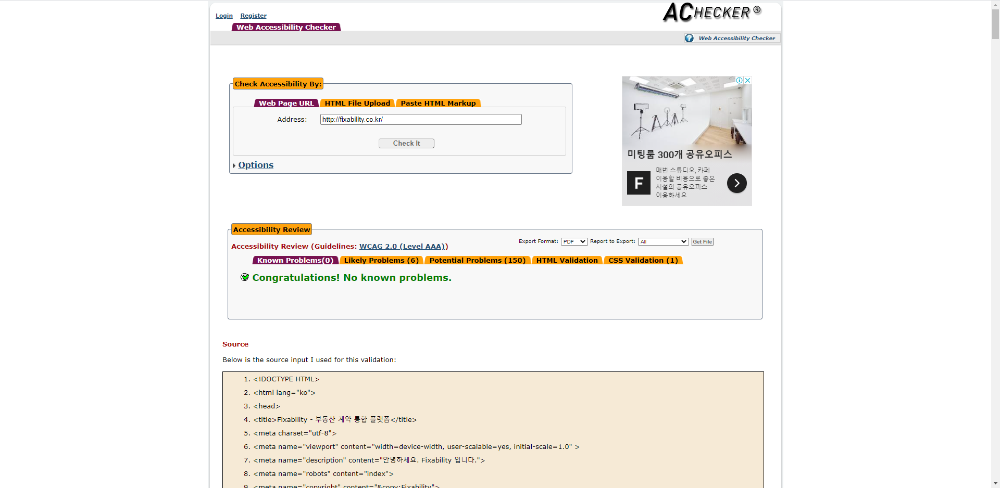 Login Register
ACHECKER ®
Web Accessibility Checker
Web Accessibility Checker
Check Accessibility By:
Web Page URL HTML File Upload Paste HTML Markup
Address: http://fixability.co.kr/
Check It
Options
미팅룸 300개 공유오피스
F
매번 스튜디오, 카페
이용할 비용으로 좋은
시설의 공유오피스
이용하세요
Accessibility Review
Accessibility Review (Guidelines: WCAG 2.0 (Level AAA))
Export Format: PDF Report to Export: All Get File
Known Problems(0) Likely Problems (6) Potential Problems (150) HTML Validation CSS Validation (1)
Congratulations! No known problems.
Source
Below is the source input I used for this validation:
1. <!DOCTYPE HTML>
2. <html lang="ko">
3. <head>
4. <title>Fixability - 부동산 계약 통합 플랫폼</title>
5. <meta charset="utf-8">
6. <meta name="viewport" content="width=device-width, user-scalable=yes, initial-scale=1.0" >
7. <meta name="description" content="안녕하세요. Fixability 입니다.">
8. <meta name="robots" content="index">
9. <meta name="copyright" content="&copy;Fixability">